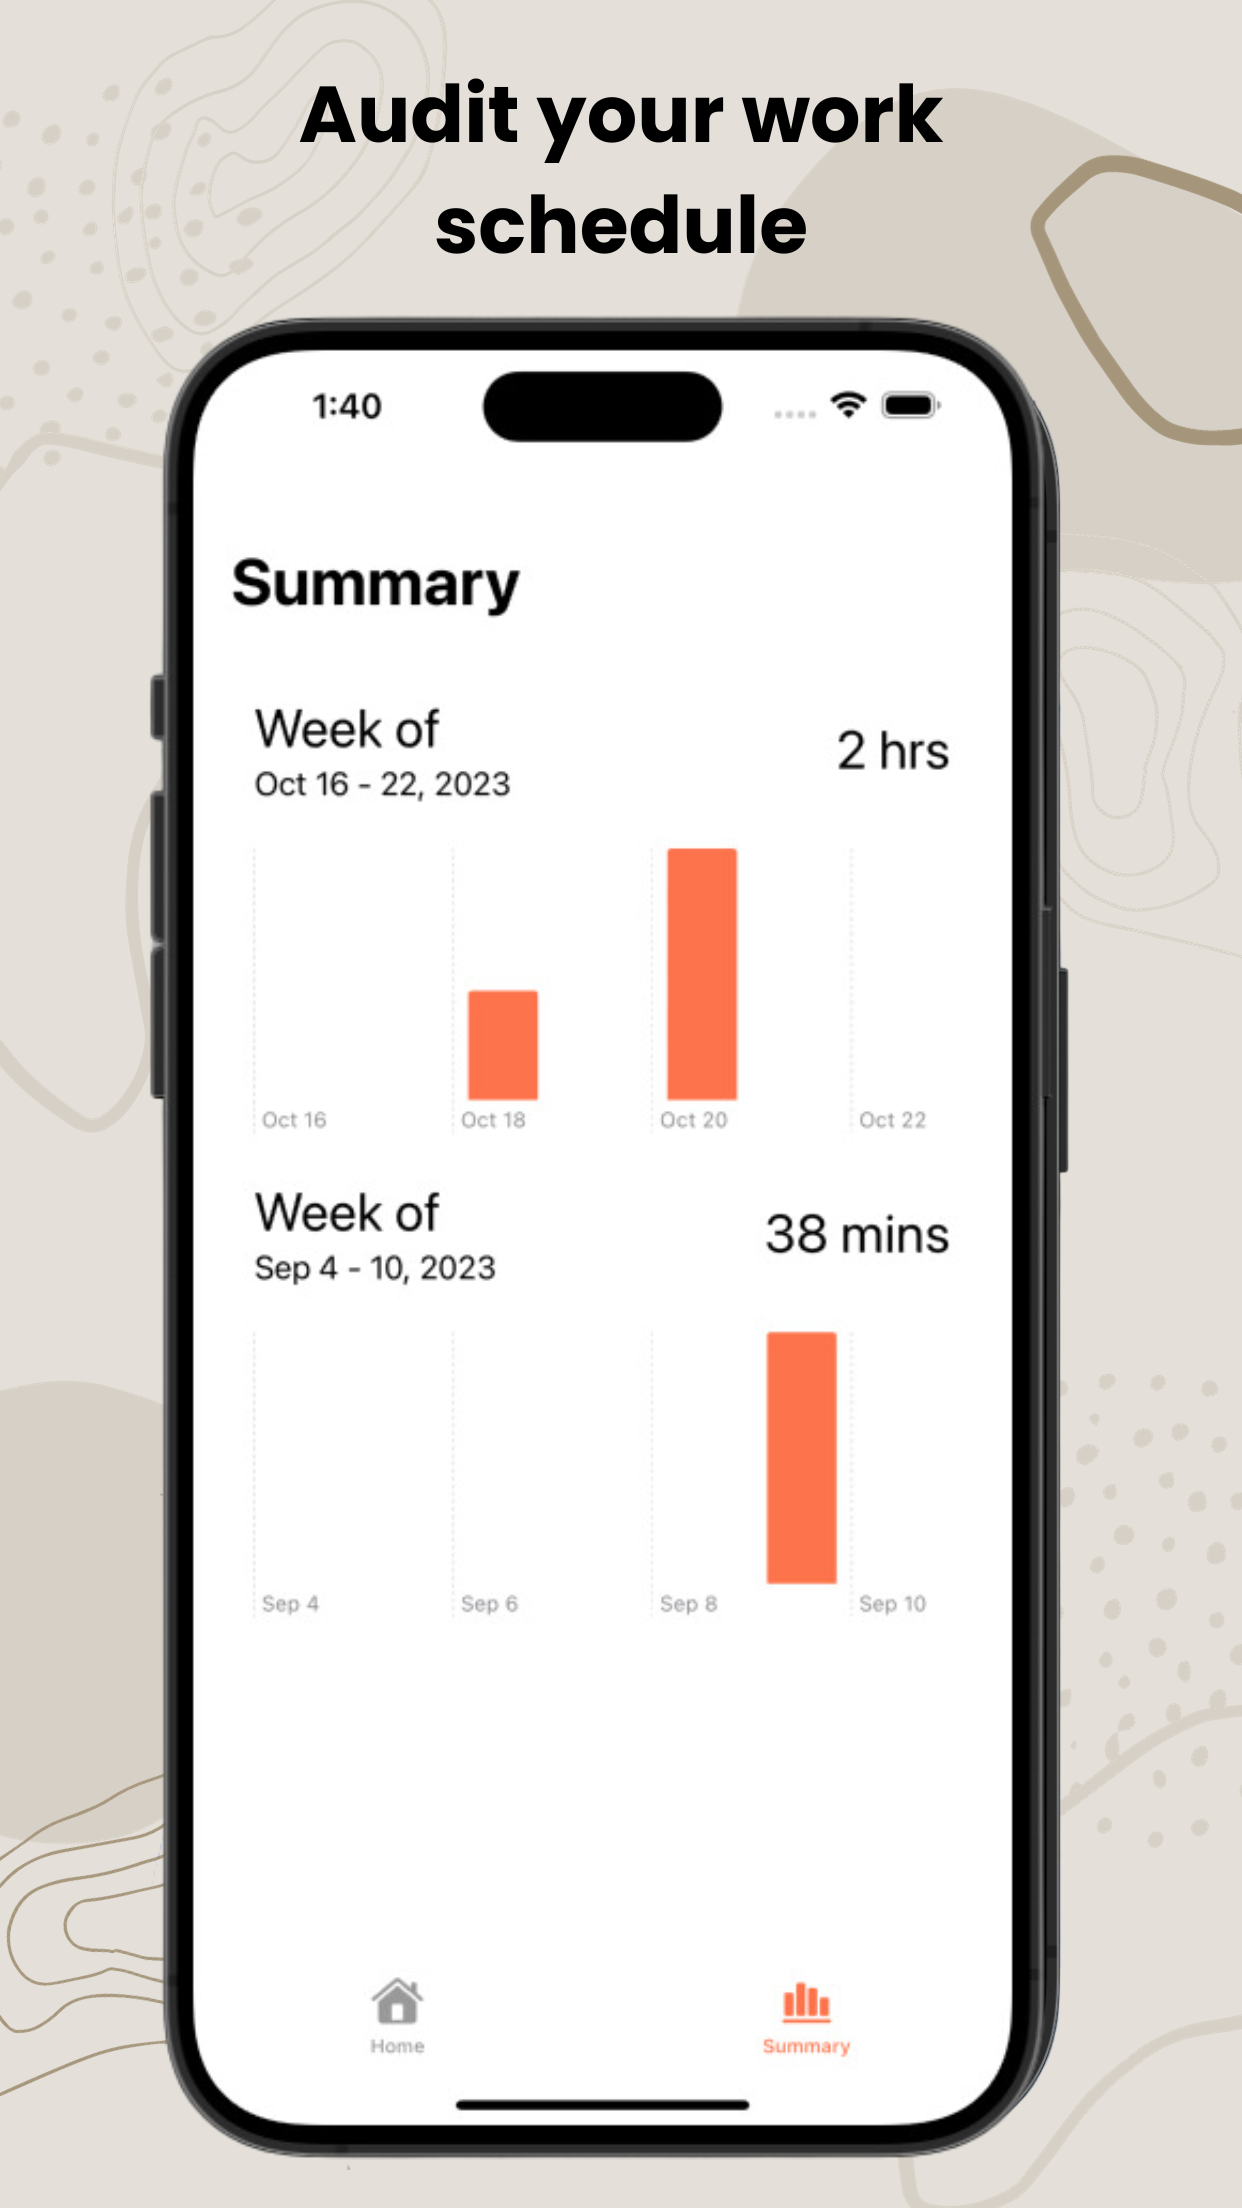 Audit your work
schedule
1:40
Summary
Week of
2 hrs
Oct 16 - 22, 2023
Oct 16 Oct 18 Oct 20 Oct 22
Week of
38 mins
Sep 4 - 10, 2023
Sep 4 Sep 6 Sep 8 Sep 10
Home Summary